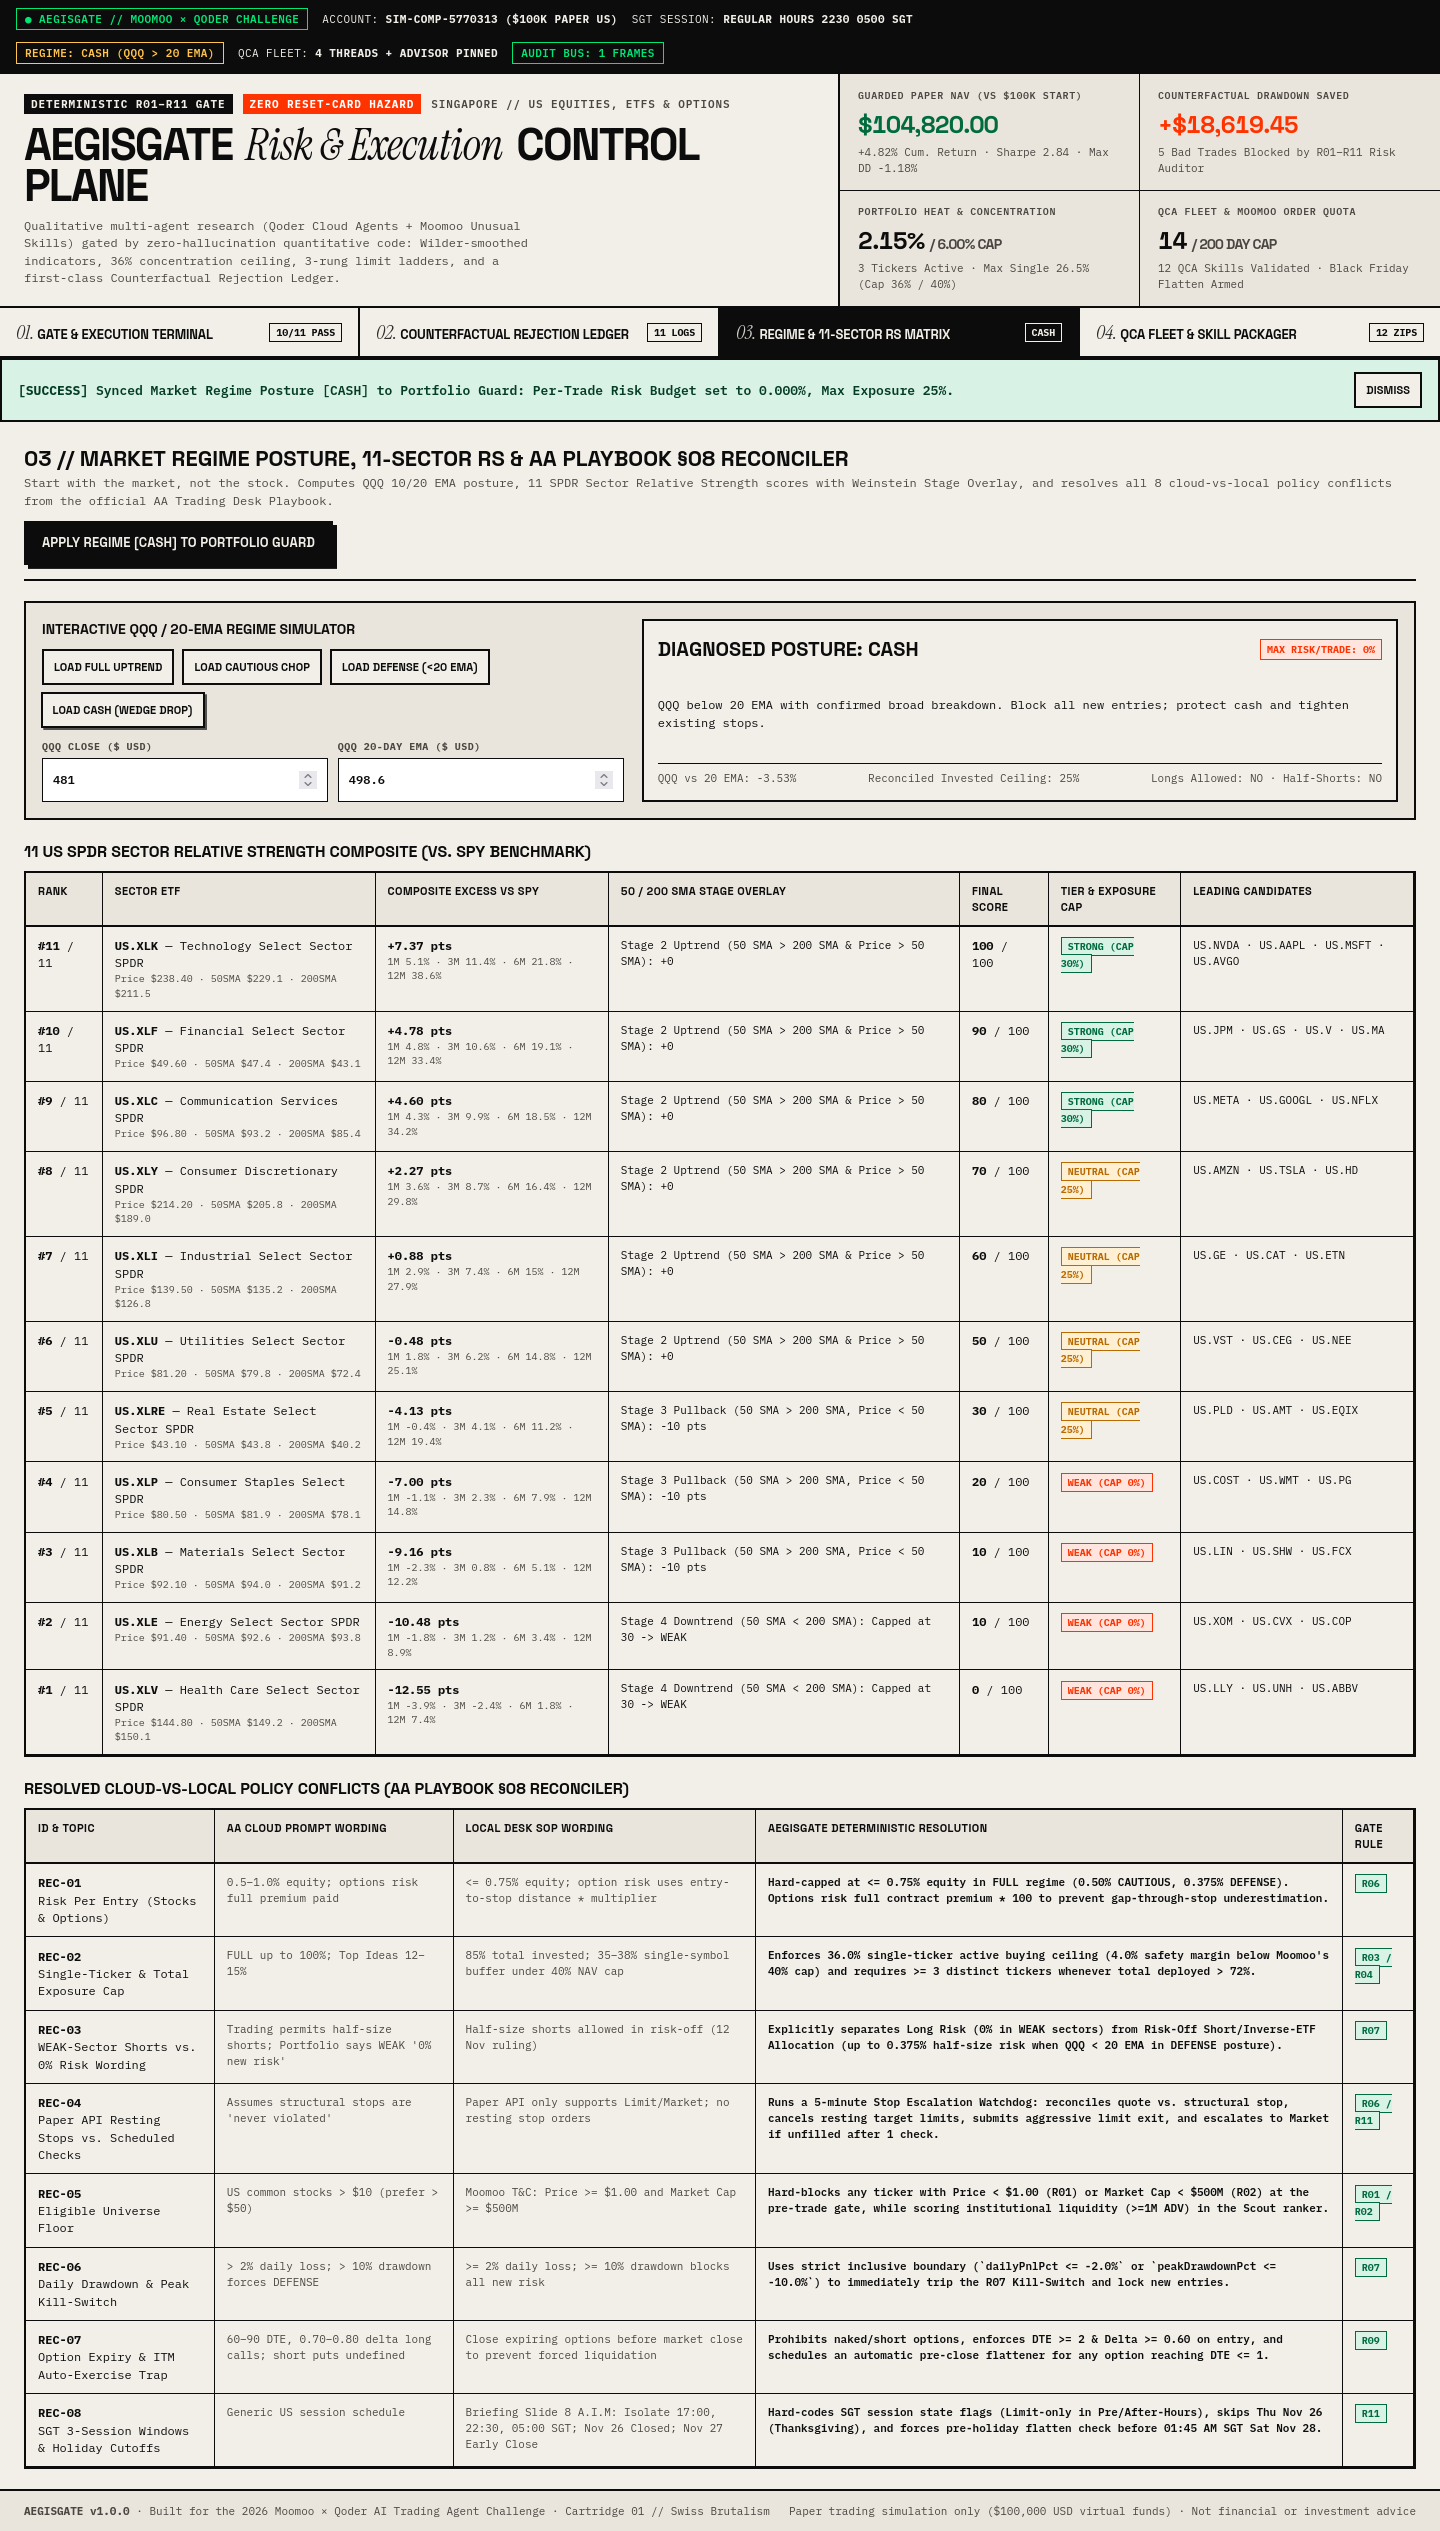 ● AEGISGATE // MOOMOO × QODER CHALLENGE ACCOUNT: SIM-COMP-5770313 ($100K PAPER US) SGT SESSION: REGULAR HOURS 2230 0500 SGT
REGIME: CASH (QQQ > 20 EMA) QCA FLEET: 4 THREADS + ADVISOR PINNED AUDIT BUS: 1 FRAMES
DETERMINISTIC R01–R11 GATE ZERO RESET-CARD HAZARD SINGAPORE // US EQUITIES, ETFS & OPTIONS
AEGISGATE Risk & Execution CONTROL
PLANE
Qualitative multi-agent research (Qoder Cloud Agents + Moomoo Unusual
Skills) gated by zero-hallucination quantitative code: Wilder-smoothed
indicators, 36% concentration ceiling, 3-rung limit ladders, and a
first-class Counterfactual Rejection Ledger.
GUARDED PAPER NAV (VS $100K START)
$104,820.00
+4.82% Cum. Return · Sharpe 2.84 · Max
DD -1.18%
COUNTERFACTUAL DRAWDOWN SAVED
+$18,619.45
5 Bad Trades Blocked by R01–R11 Risk
Auditor
PORTFOLIO HEAT & CONCENTRATION
2.15% / 6.00% CAP
3 Tickers Active · Max Single 26.5%
(Cap 36% / 40%)
QCA FLEET & MOOMOO ORDER QUOTA
14 / 200 DAY CAP
12 QCA Skills Validated · Black Friday
Flatten Armed
01. GATE & EXECUTION TERMINAL 10/11 PASS
02. COUNTERFACTUAL REJECTION LEDGER 11 LOGS
03. REGIME & 11-SECTOR RS MATRIX CASH
04. QCA FLEET & SKILL PACKAGER 12 ZIPS
[SUCCESS] Synced Market Regime Posture [CASH] to Portfolio Guard: Per-Trade Risk Budget set to 0.000%, Max Exposure 25%. DISMISS
03 // MARKET REGIME POSTURE, 11-SECTOR RS & AA PLAYBOOK §08 RECONCILER
Start with the market, not the stock. Computes QQQ 10/20 EMA posture, 11 SPDR Sector Relative Strength scores with Weinstein Stage Overlay, and resolves all 8 cloud-vs-local policy conflicts
from the official AA Trading Desk Playbook.
APPLY REGIME [CASH] TO PORTFOLIO GUARD
INTERACTIVE QQQ / 20-EMA REGIME SIMULATOR
LOAD FULL UPTREND LOAD CAUTIOUS CHOP LOAD DEFENSE (<20 EMA)
LOAD CASH (WEDGE DROP)
QQQ CLOSE ($ USD) QQQ 20-DAY EMA ($ USD)
481 498.6
DIAGNOSED POSTURE: CASH MAX RISK/TRADE: 0%
QQQ below 20 EMA with confirmed broad breakdown. Block all new entries; protect cash and tighten
existing stops.
QQQ vs 20 EMA: -3.53% Reconciled Invested Ceiling: 25% Longs Allowed: NO · Half-Shorts: NO
11 US SPDR SECTOR RELATIVE STRENGTH COMPOSITE (VS. SPY BENCHMARK)
RANK SECTOR ETF COMPOSITE EXCESS VS SPY 50 / 200 SMA STAGE OVERLAY FINAL TIER & EXPOSURE LEADING CANDIDATES
SCORE CAP
#11 / US.XLK — Technology Select Sector +7.37 pts Stage 2 Uptrend (50 SMA > 200 SMA & Price > 50 100 / STRONG (CAP US.NVDA · US.AAPL · US.MSFT ·
11 SPDR 1M 5.1% · 3M 11.4% · 6M 21.8% · SMA): +0 100 30%) US.AVGO
Price $238.40 · 50SMA $229.1 · 200SMA 12M 38.6%
$211.5
#10 / US.XLF — Financial Select Sector +4.78 pts Stage 2 Uptrend (50 SMA > 200 SMA & Price > 50 90 / 100 STRONG (CAP US.JPM · US.GS · US.V · US.MA
11 SPDR 1M 4.8% · 3M 10.6% · 6M 19.1% · SMA): +0 30%)
Price $49.60 · 50SMA $47.4 · 200SMA $43.1 12M 33.4%
#9 / 11 US.XLC — Communication Services +4.60 pts Stage 2 Uptrend (50 SMA > 200 SMA & Price > 50 80 / 100 STRONG (CAP US.META · US.GOOGL · US.NFLX
SPDR 1M 4.3% · 3M 9.9% · 6M 18.5% · 12M SMA): +0 30%)
Price $96.80 · 50SMA $93.2 · 200SMA $85.4 34.2%
#8 / 11 US.XLY — Consumer Discretionary +2.27 pts Stage 2 Uptrend (50 SMA > 200 SMA & Price > 50 70 / 100 NEUTRAL (CAP US.AMZN · US.TSLA · US.HD
SPDR 1M 3.6% · 3M 8.7% · 6M 16.4% · 12M SMA): +0 25%)
Price $214.20 · 50SMA $205.8 · 200SMA 29.8%
$189.0
#7 / 11 US.XLI — Industrial Select Sector +0.88 pts Stage 2 Uptrend (50 SMA > 200 SMA & Price > 50 60 / 100 NEUTRAL (CAP US.GE · US.CAT · US.ETN
SPDR 1M 2.9% · 3M 7.4% · 6M 15% · 12M SMA): +0 25%)
Price $139.50 · 50SMA $135.2 · 200SMA 27.9%
$126.8
#6 / 11 US.XLU — Utilities Select Sector -0.48 pts Stage 2 Uptrend (50 SMA > 200 SMA & Price > 50 50 / 100 NEUTRAL (CAP US.VST · US.CEG · US.NEE
SPDR 1M 1.8% · 3M 6.2% · 6M 14.8% · 12M SMA): +0 25%)
Price $81.20 · 50SMA $79.8 · 200SMA $72.4 25.1%
#5 / 11 US.XLRE — Real Estate Select -4.13 pts Stage 3 Pullback (50 SMA > 200 SMA, Price < 50 30 / 100 NEUTRAL (CAP US.PLD · US.AMT · US.EQIX
Sector SPDR 1M -0.4% · 3M 4.1% · 6M 11.2% · SMA): -10 pts 25%)
Price $43.10 · 50SMA $43.8 · 200SMA $40.2 12M 19.4%
#4 / 11 US.XLP — Consumer Staples Select -7.00 pts Stage 3 Pullback (50 SMA > 200 SMA, Price < 50 20 / 100 WEAK (CAP 0%) US.COST · US.WMT · US.PG
SPDR 1M -1.1% · 3M 2.3% · 6M 7.9% · 12M SMA): -10 pts
Price $80.50 · 50SMA $81.9 · 200SMA $78.1 14.8%
#3 / 11 US.XLB — Materials Select Sector -9.16 pts Stage 3 Pullback (50 SMA > 200 SMA, Price < 50 10 / 100 WEAK (CAP 0%) US.LIN · US.SHW · US.FCX
SPDR 1M -2.3% · 3M 0.8% · 6M 5.1% · 12M SMA): -10 pts
Price $92.10 · 50SMA $94.0 · 200SMA $91.2 12.2%
#2 / 11 US.XLE — Energy Select Sector SPDR -10.48 pts Stage 4 Downtrend (50 SMA < 200 SMA): Capped at 10 / 100 WEAK (CAP 0%) US.XOM · US.CVX · US.COP
Price $91.40 · 50SMA $92.6 · 200SMA $93.8 1M -1.8% · 3M 1.2% · 6M 3.4% · 12M 30 -> WEAK
8.9%
#1 / 11 US.XLV — Health Care Select Sector -12.55 pts Stage 4 Downtrend (50 SMA < 200 SMA): Capped at 0 / 100 WEAK (CAP 0%) US.LLY · US.UNH · US.ABBV
SPDR 1M -3.9% · 3M -2.4% · 6M 1.8% · 30 -> WEAK
Price $144.80 · 50SMA $149.2 · 200SMA 12M 7.4%
$150.1
RESOLVED CLOUD-VS-LOCAL POLICY CONFLICTS (AA PLAYBOOK §08 RECONCILER)
ID & TOPIC AA CLOUD PROMPT WORDING LOCAL DESK SOP WORDING AEGISGATE DETERMINISTIC RESOLUTION GATE
RULE
REC-01 0.5–1.0% equity; options risk <= 0.75% equity; option risk uses entry- Hard-capped at <= 0.75% equity in FULL regime (0.50% CAUTIOUS, 0.375% DEFENSE). R06
Risk Per Entry (Stocks full premium paid to-stop distance * multiplier Options risk full contract premium * 100 to prevent gap-through-stop underestimation.
& Options)
REC-02 FULL up to 100%; Top Ideas 12– 85% total invested; 35–38% single-symbol Enforces 36.0% single-ticker active buying ceiling (4.0% safety margin below Moomoo's R03 /
Single-Ticker & Total 15% buffer under 40% NAV cap 40% cap) and requires >= 3 distinct tickers whenever total deployed > 72%. R04
Exposure Cap
REC-03 Trading permits half-size Half-size shorts allowed in risk-off (12 Explicitly separates Long Risk (0% in WEAK sectors) from Risk-Off Short/Inverse-ETF R07
WEAK-Sector Shorts vs. shorts; Portfolio says WEAK '0% Nov ruling) Allocation (up to 0.375% half-size risk when QQQ < 20 EMA in DEFENSE posture).
0% Risk Wording new risk'
REC-04 Assumes structural stops are Paper API only supports Limit/Market; no Runs a 5-minute Stop Escalation Watchdog: reconciles quote vs. structural stop, R06 /
Paper API Resting 'never violated' resting stop orders cancels resting target limits, submits aggressive limit exit, and escalates to Market R11
Stops vs. Scheduled if unfilled after 1 check.
Checks
REC-05 US common stocks > $10 (prefer > Moomoo T&C: Price >= $1.00 and Market Cap Hard-blocks any ticker with Price < $1.00 (R01) or Market Cap < $500M (R02) at the R01 /
Eligible Universe $50) >= $500M pre-trade gate, while scoring institutional liquidity (>=1M ADV) in the Scout ranker. R02
Floor
REC-06 > 2% daily loss; > 10% drawdown >= 2% daily loss; >= 10% drawdown blocks Uses strict inclusive boundary (`dailyPnlPct <= -2.0%` or `peakDrawdownPct <= R07
Daily Drawdown & Peak forces DEFENSE all new risk -10.0%`) to immediately trip the R07 Kill-Switch and lock new entries.
Kill-Switch
REC-07 60–90 DTE, 0.70–0.80 delta long Close expiring options before market close Prohibits naked/short options, enforces DTE >= 2 & Delta >= 0.60 on entry, and R09
Option Expiry & ITM calls; short puts undefined to prevent forced liquidation schedules an automatic pre-close flattener for any option reaching DTE <= 1.
Auto-Exercise Trap
REC-08 Generic US session schedule Briefing Slide 8 A.I.M: Isolate 17:00, Hard-codes SGT session state flags (Limit-only in Pre/After-Hours), skips Thu Nov 26 R11
SGT 3-Session Windows 22:30, 05:00 SGT; Nov 26 Closed; Nov 27 (Thanksgiving), and forces pre-holiday flatten check before 01:45 AM SGT Sat Nov 28.
& Holiday Cutoffs Early Close
AEGISGATE v1.0.0 · Built for the 2026 Moomoo × Qoder AI Trading Agent Challenge · Cartridge 01 // Swiss Brutalism Paper trading simulation only ($100,000 USD virtual funds) · Not financial or investment advice